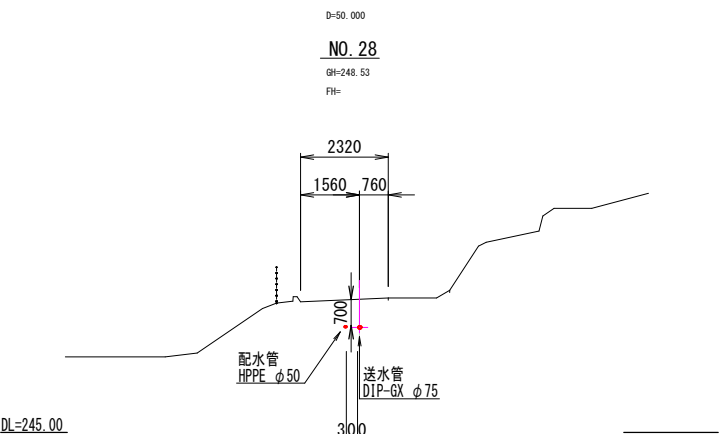 D=50.000
NO. 28
GH=248.53
FH=
2320
1560 760
700
配水管
HPPE φ50
送水管
DIP-GX φ75
DL=245.00
300